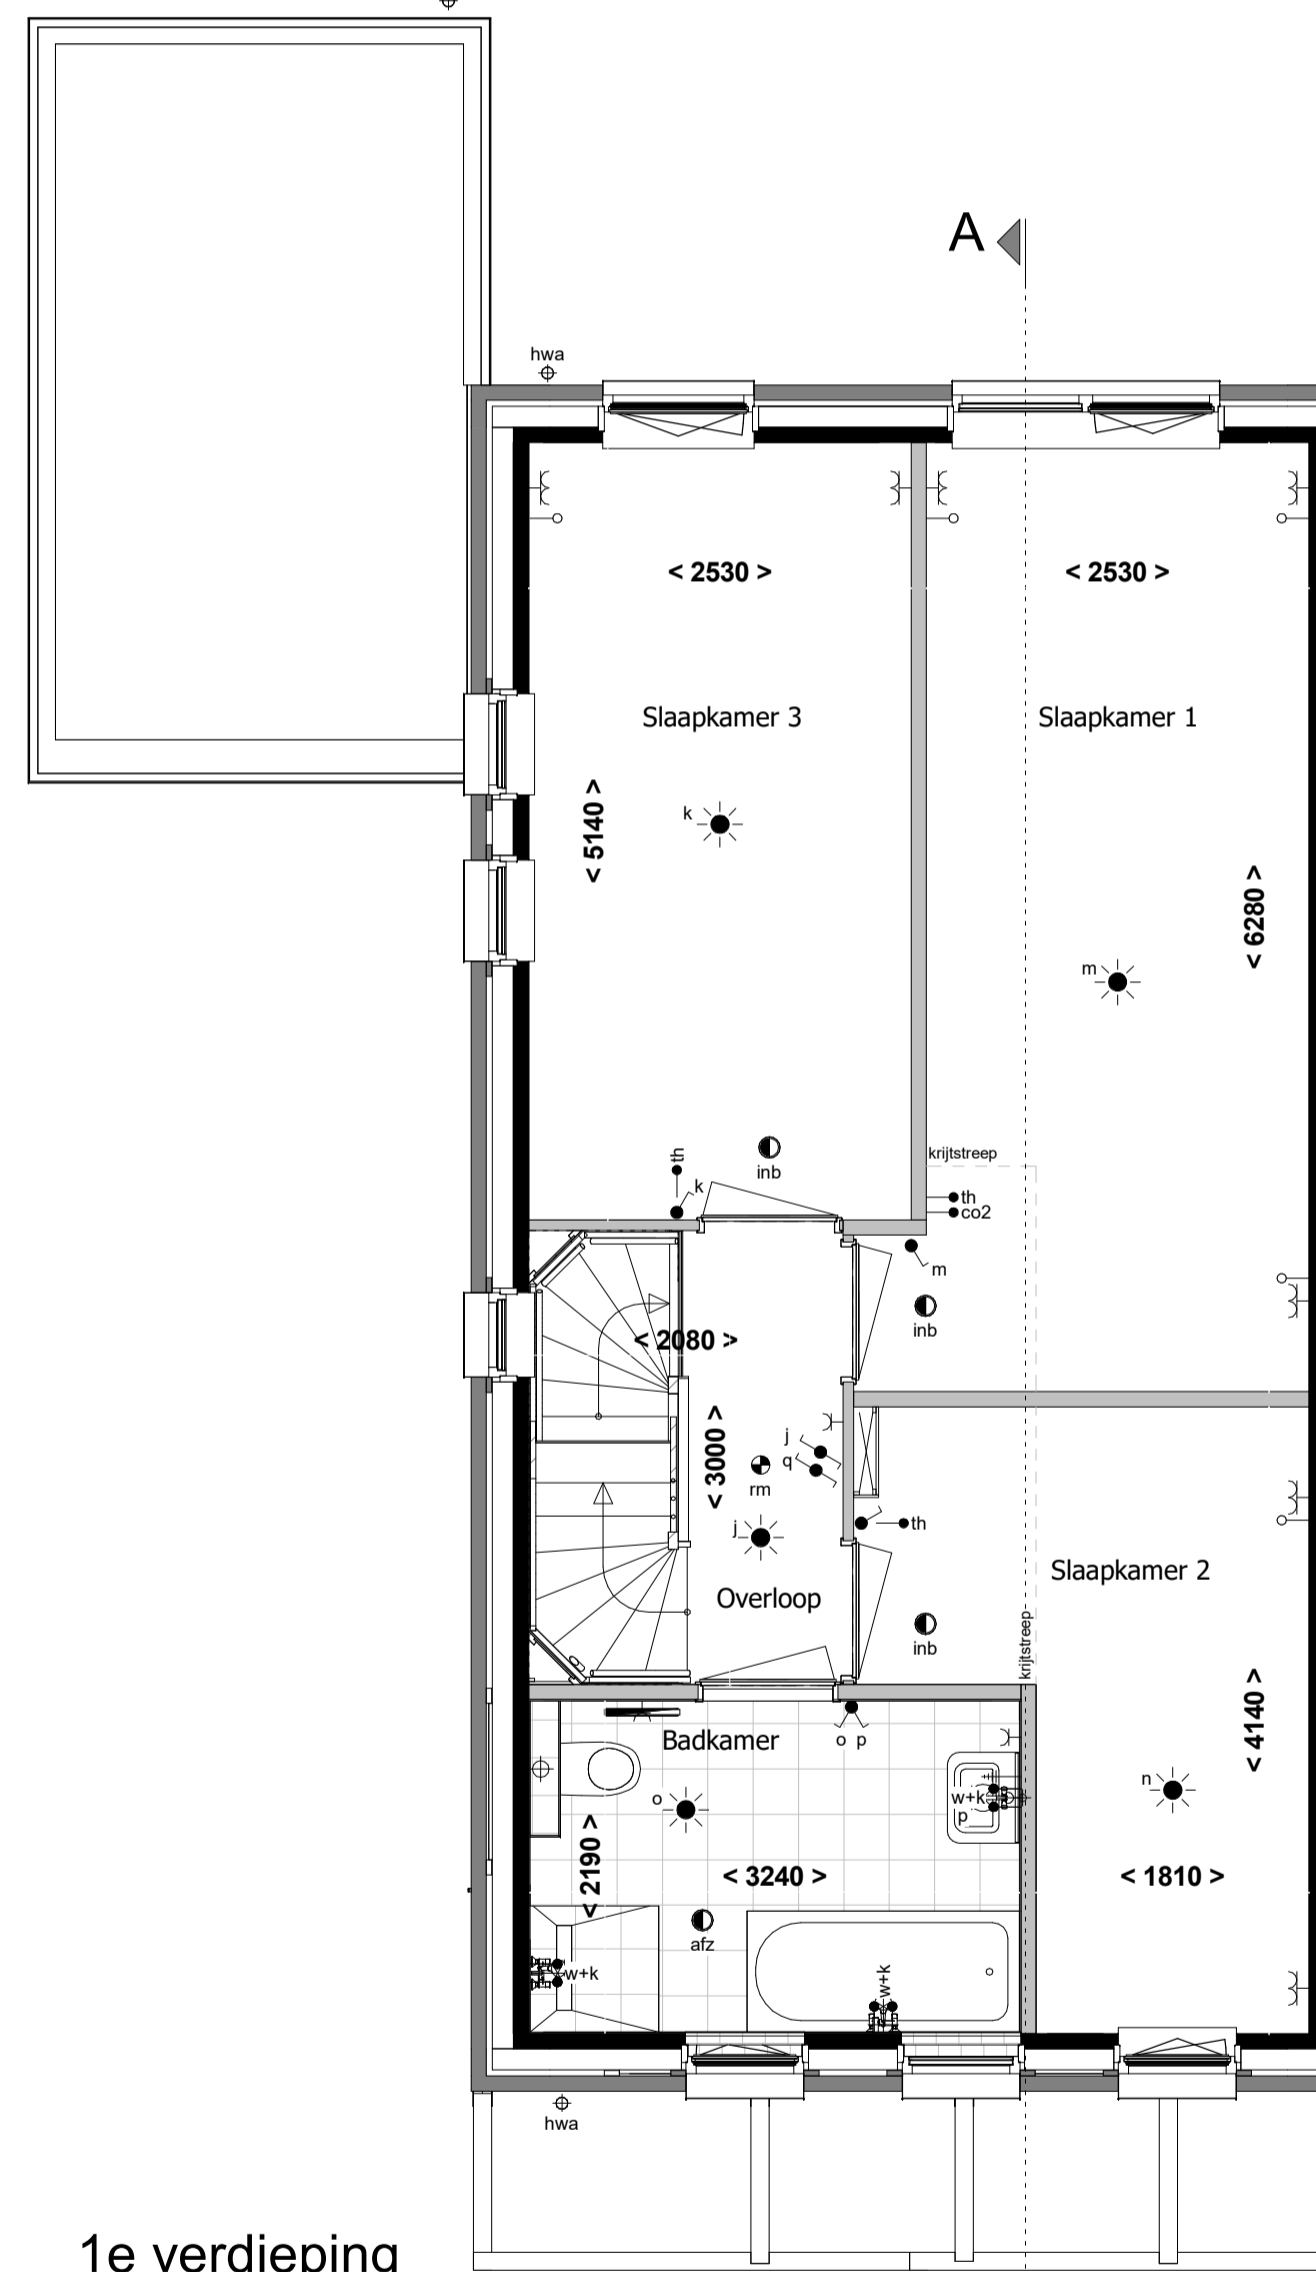 A
hwa
< 2530 >
< 2530 >
Slaapkamer 3
Slaapkamer 1
< 5140 >
k
< 6280 >
m
th
k
inb
krijtstreep
th
co2
m
inb
< 2080 >
< 3000 >
j
q
rm
j
th
Slaapkamer 2
Overloop
inb
krijtstreep
< 4140 >
Badkamer
o p
n
o
w+k
p
< 2190 >
< 3240 >
< 1810 >
afz
w+k
w+k
hwa
1e verdieping